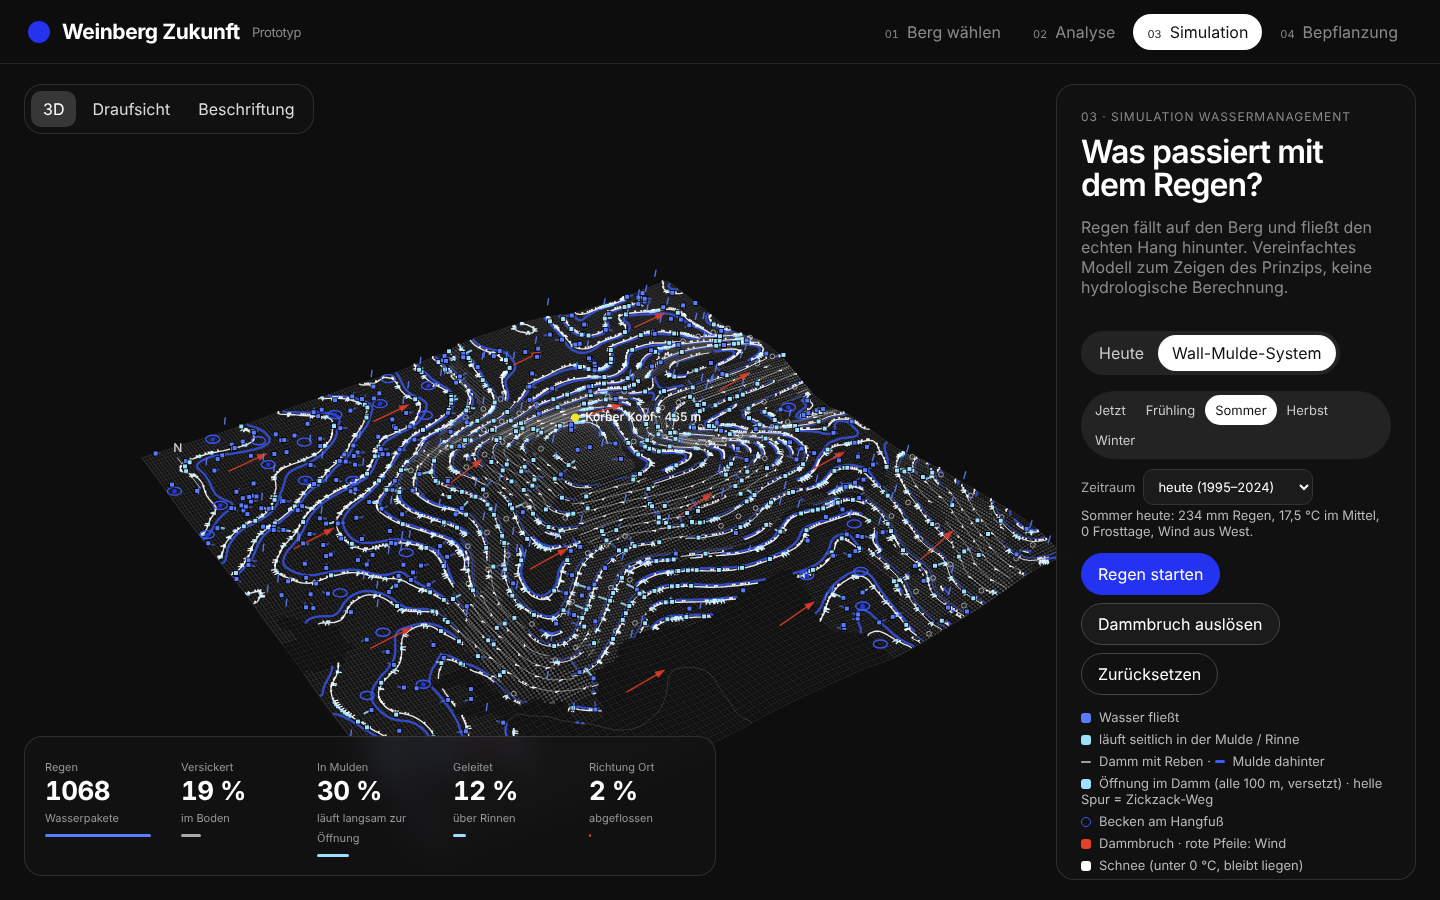 Weinberg Zukunft Prototyp
01 Berg wählen
02 Analyse
03 Simulation
04 Bepflanzung
3D
Draufsicht
Beschriftung
N
Körber Kopf · 435 m
03 · SIMULATION WASSERMANAGEMENT
Was passiert mit
dem Regen?
Regen fällt auf den Berg und fließt den
echten Hang hinunter. Vereinfachtes
Modell zum Zeigen des Prinzips, keine
hydrologische Berechnung.
Heute
Wall-Mulde-System
Jetzt Frühling Sommer Herbst
Winter
Zeitraum heute (1995–2024)
Sommer heute: 234 mm Regen, 17,5 °C im Mittel,
0 Frosttage, Wind aus West.
Regen starten
Dammbruch auslösen
Zurücksetzen
Wasser fließt
läuft seitlich in der Mulde / Rinne
Damm mit Reben · Mulde dahinter
Öffnung im Damm (alle 100 m, versetzt) · helle
Spur = Zickzack-Weg
Becken am Hangfuß
Dammbruch · rote Pfeile: Wind
Schnee (unter 0 °C, bleibt liegen)
Regen
1068
Wasserpakete
Versickert
19 %
im Boden
In Mulden
30 %
läuft langsam zur
Öffnung
Geleitet
12 %
über Rinnen
Richtung Ort
2 %
abgeflossen